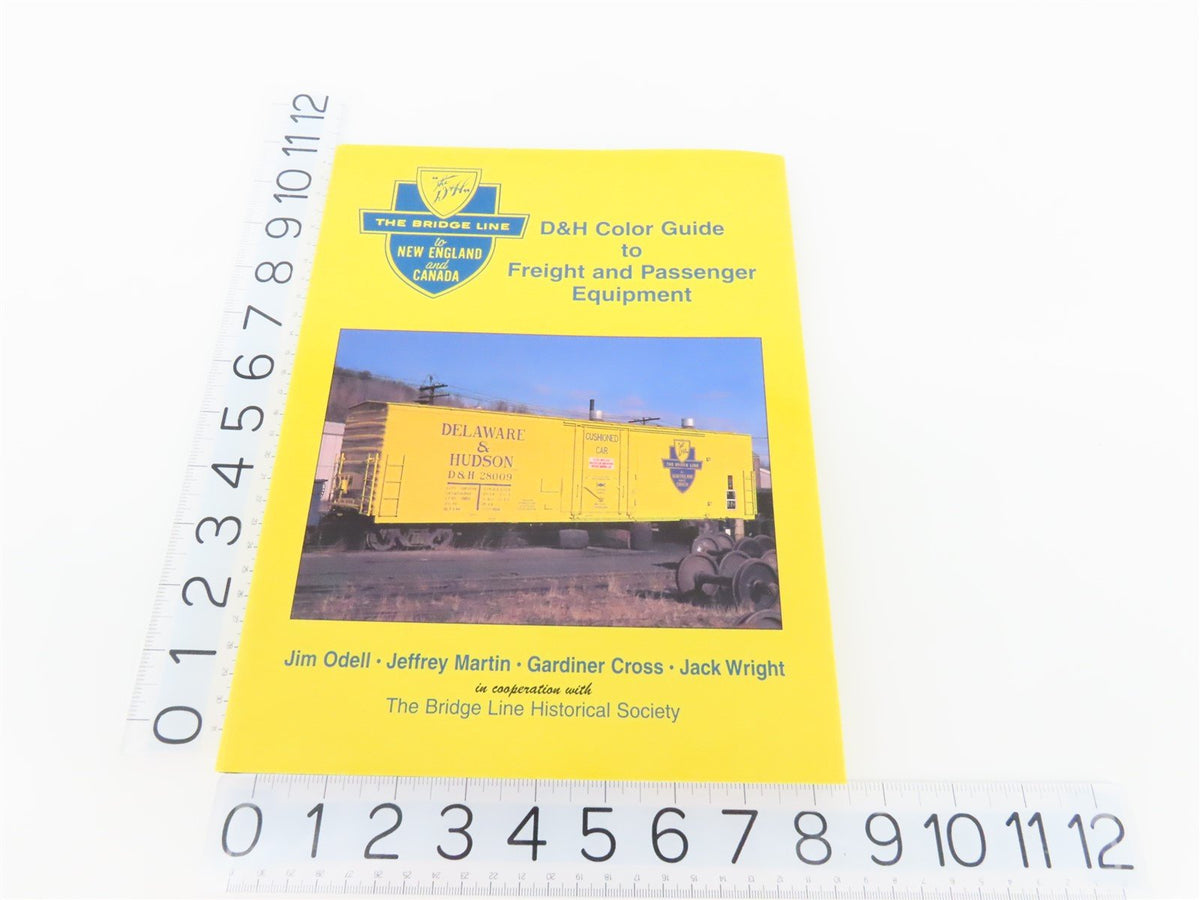 "The
D&H"
THE BRIDGE LINE
to
NEW ENGLAND
and
CANADA
D&H Color Guide
to
Freight and Passenger
Equipment
DELAWARE
&
HUDSON
D&H 28009
CUSHIONED
CAR
Jim Odell • Jeffrey Martin • Gardiner Cross • Jack Wright
in cooperation with
The Bridge Line Historical Society
0 1 2 3 4 5 6 7 8 9 10 11 12
0 1 2 3 4 5 6 7 8 9 10 11 12